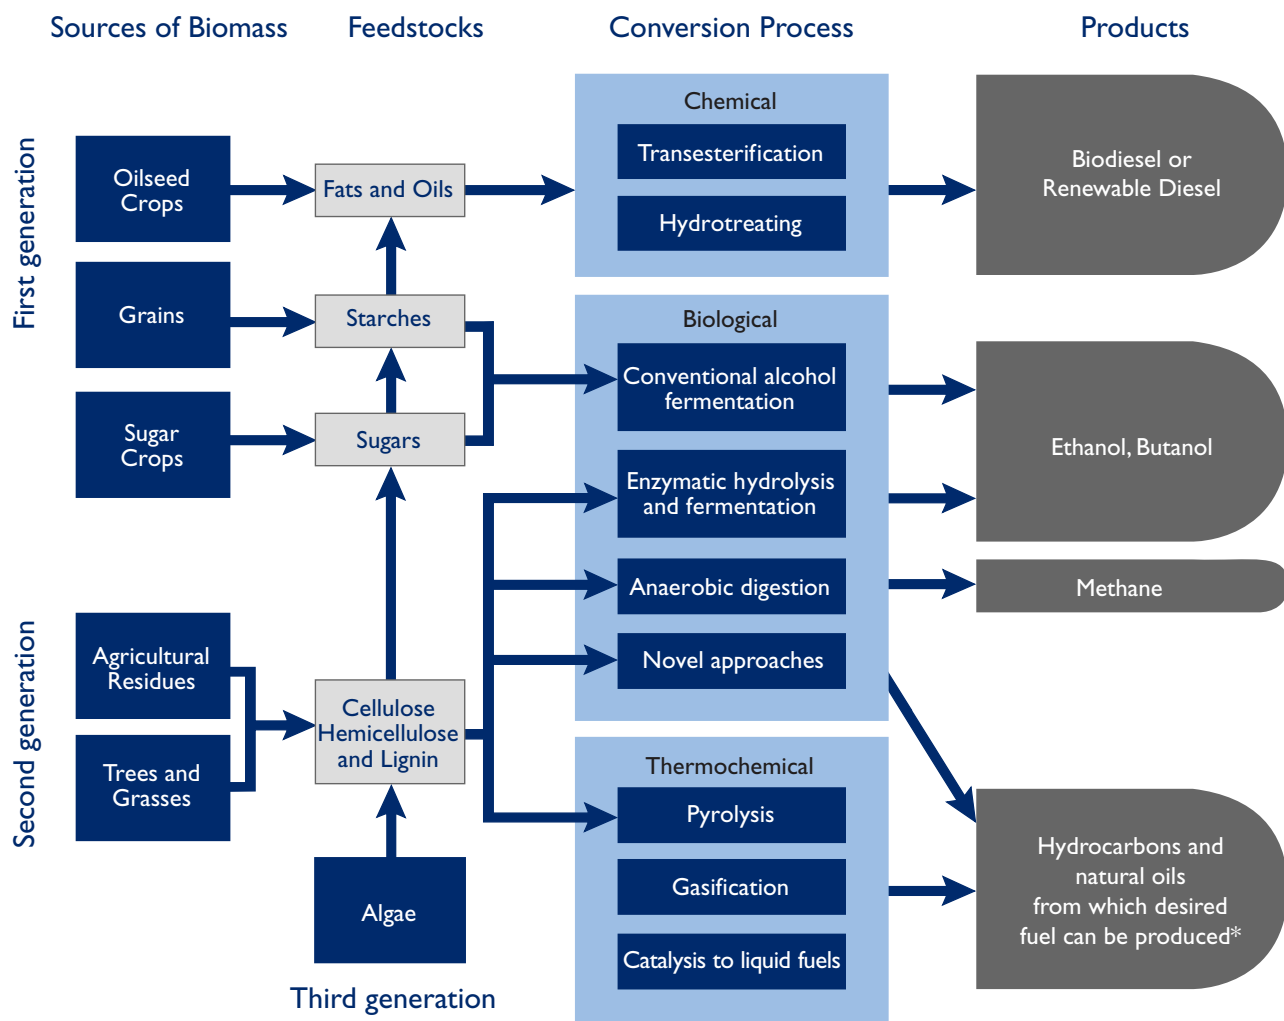 Sources of Biomass
Feedstocks
Conversion Process
Products
First generation
Oilseed
Crops
Fats and Oils
Chemical
Transesterification
Hydrotreating
Biodiesel or
Renewable Diesel
Grains
Starches
Sugar
Crops
Sugars
Biological
Conventional alcohol
fermentation
Enzymatic hydrolysis
and fermentation
Anaerobic digestion
Novel approaches
Ethanol, Butanol
Methane
Second generation
Agricultural
Residues
Trees and
Grasses
Cellulose
Hemicellulose
and Lignin
Algae
Third generation
Thermochemical
Pyrolysis
Gasification
Catalysis to liquid fuels
Hydrocarbons and
natural oils
from which desired
fuel can be produced*